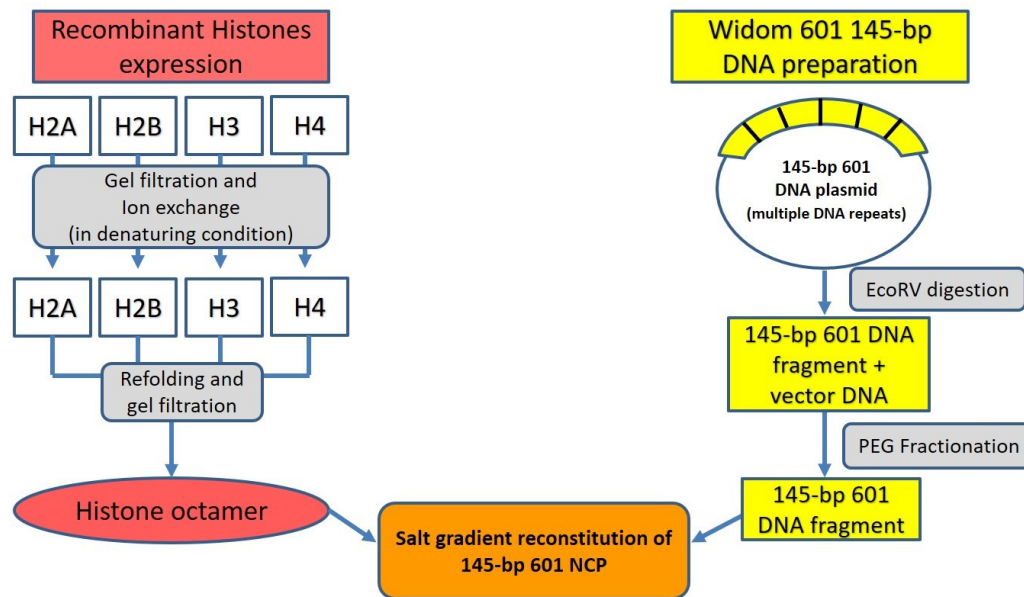 Recombinant Histones
expression
H2A
H2B
H3
H4
Gel filtration and
Ion exchange
(in denaturing condition)
H2A
H2B
H3
H4
Refolding and
gel filtration
Histone octamer
Widom 601 145-bp
DNA preparation
145-bp 601
DNA plasmid
(multiple DNA repeats)
EcoRV digestion
145-bp 601 DNA
fragment +
vector DNA
PEG Fractionation
145-bp 601
DNA fragment
Salt gradient reconstitution of
145-bp 601 NCP